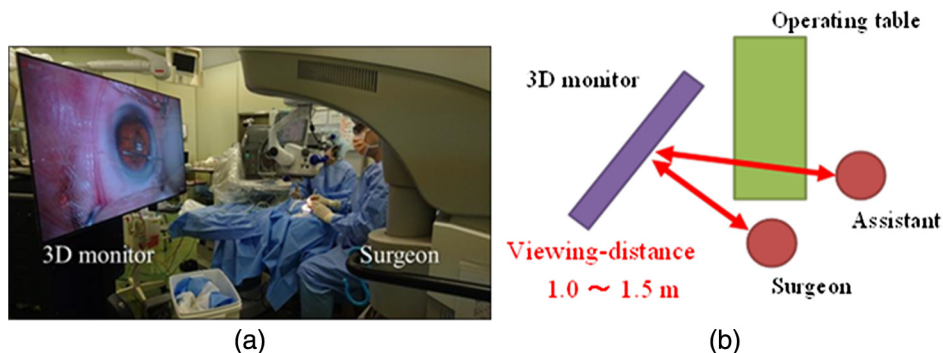 3D monitor
Surgeon
(a)
Operating table
3D monitor
Assistant
Viewing-distance
1.0 ～ 1.5 m
Surgeon
(b)